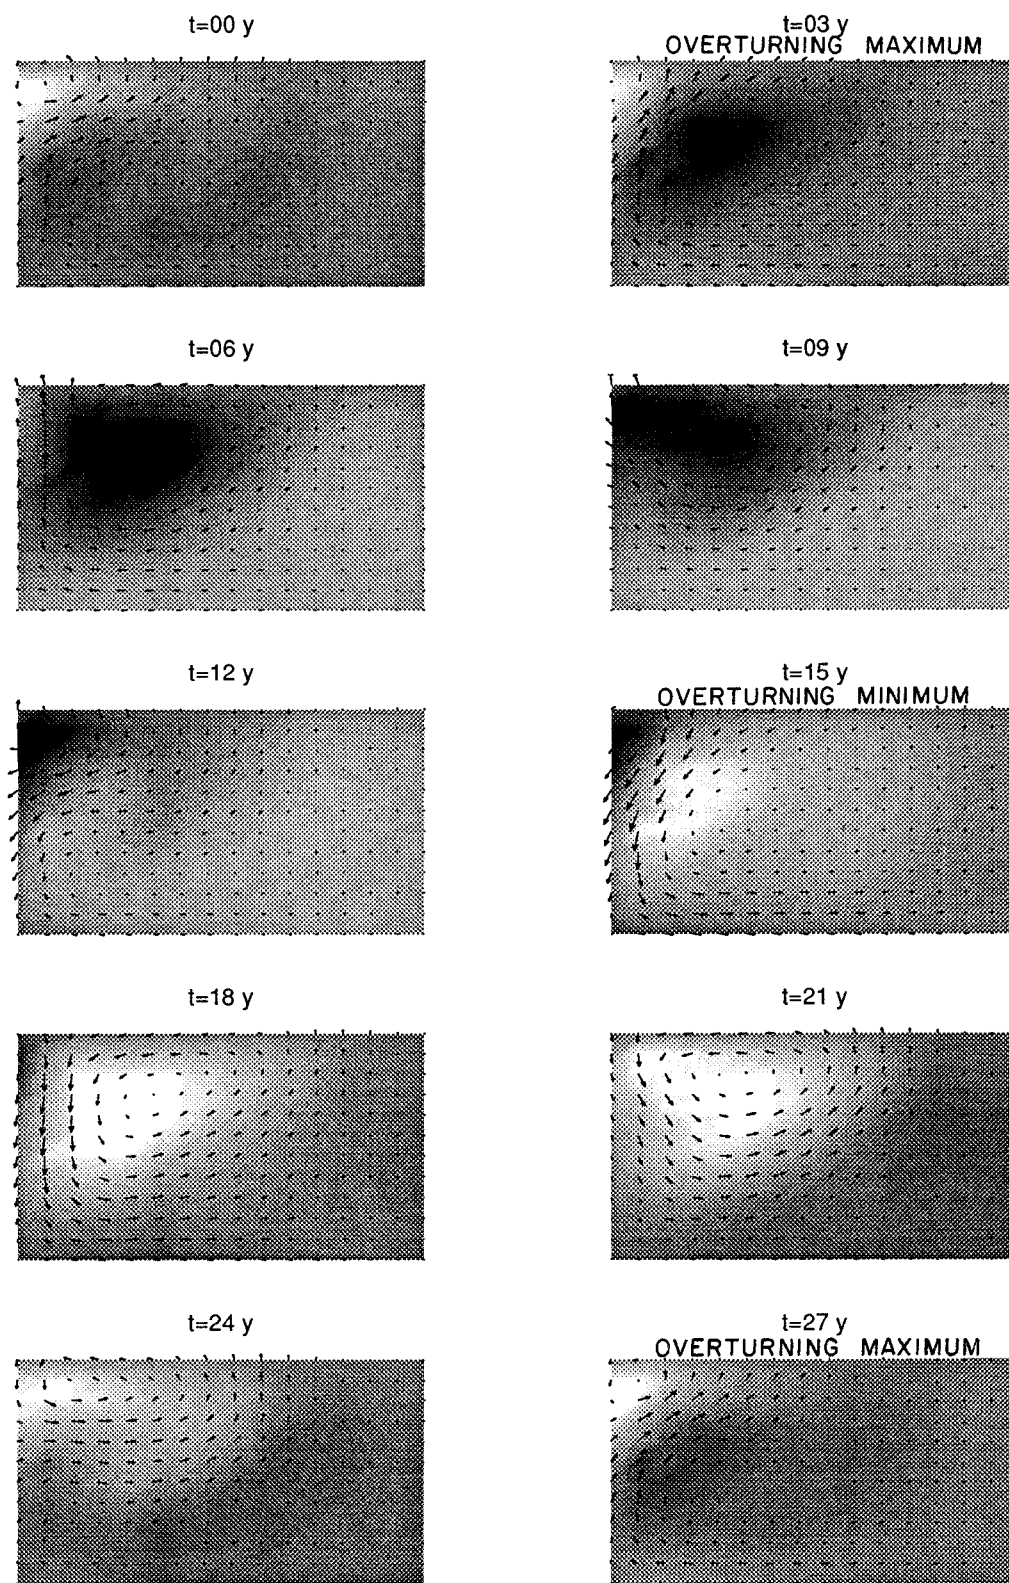 t=00 y
t=03 y
OVERTURNING MAXIMUM
t=06 y
t=09 y
t=12 y
t=15 y
OVERTURNING MINIMUM
t=18 y
t=21 y
t=24 y
t=27 y
OVERTURNING MAXIMUM